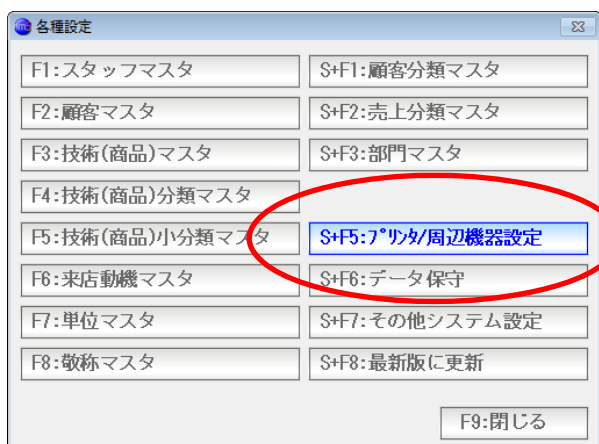 各種設定
F1:スタッフマスタ
S+F1:顧客分類マスタ
F2:顧客マスタ
S+F2:売上分類マスタ
F3:技術(商品)マスタ
S+F3:部門マスタ
F4:技術(商品)分類マスタ
F5:技術(商品)小分類マスタ
S+F5:プリンタ/周辺機器設定
F6:来店動機マスタ
S+F6:データ保守
F7:単位マスタ
S+F7:その他システム設定
F8:敬称マスタ
S+F8:最新版に更新
F9:閉じる